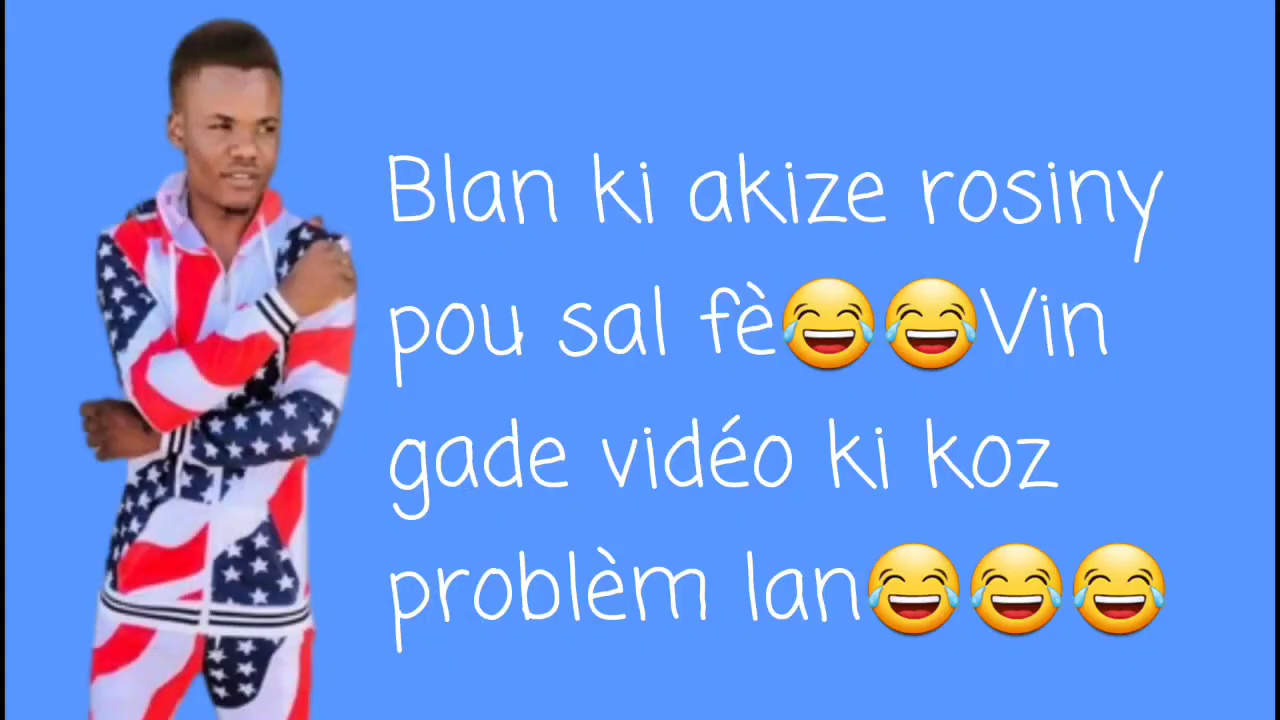 Blan ki akize rosiny
pou sal fè😂😂Vin
gade vidéo ki koz
problèm lan😂😂😂